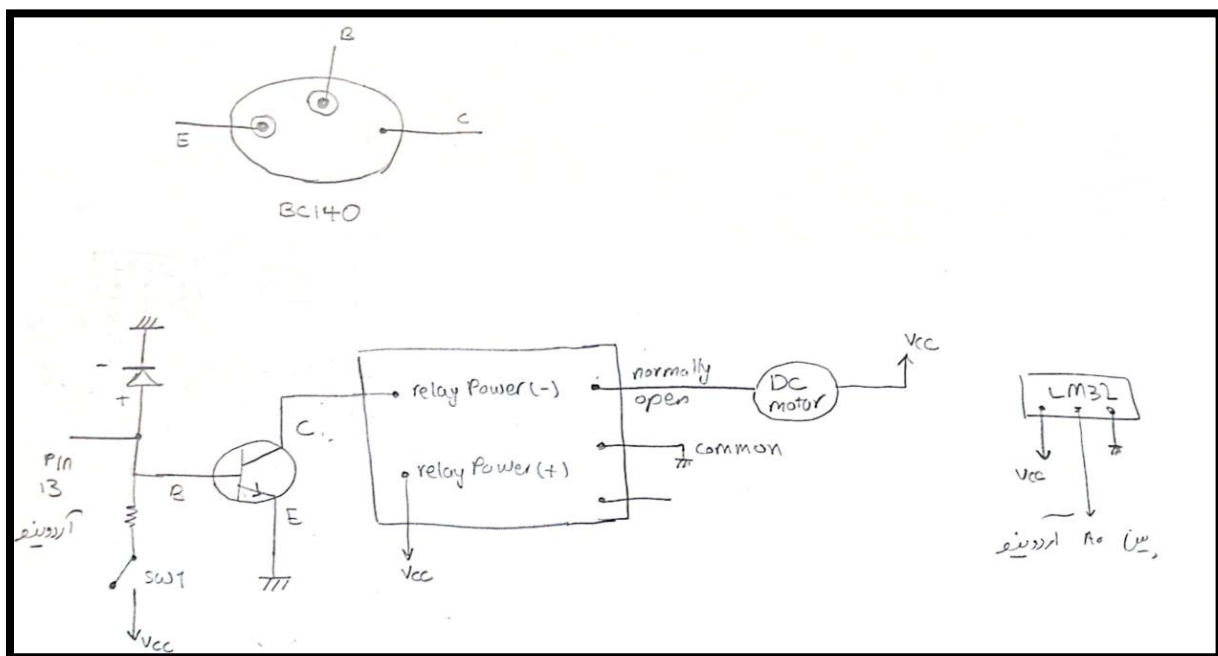 B
E
C
BC140
-
+
PIN
13
آردوینو
B
C
E
SW1
Vcc
relay Power (-)
relay Power (+)
Vcc
normally
open
common
DC
motor
Vcc
LM32
Vcc
پین A0 آردوینو